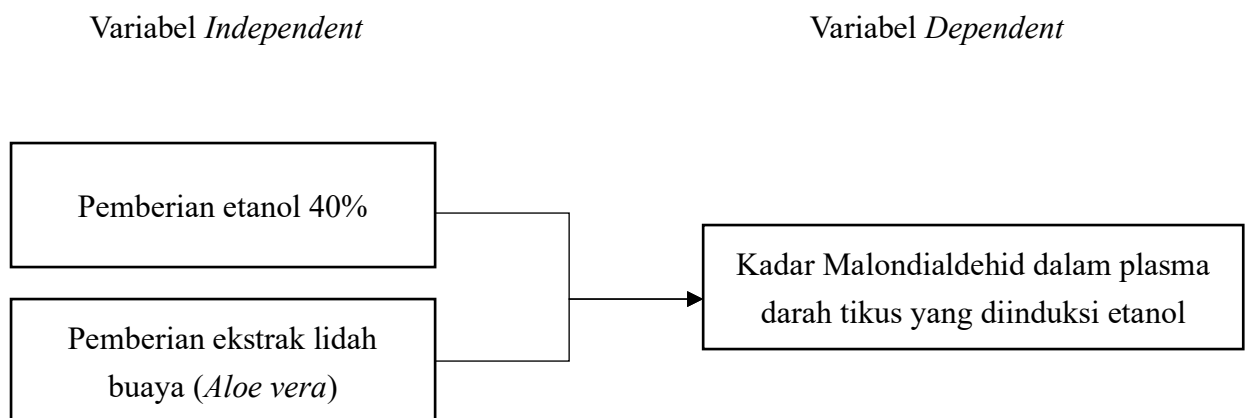 Variabel Independent
Variabel Dependent
Pemberian etanol 40%
Kadar Malondialdehid dalam plasma
darah tikus yang diinduksi etanol
Pemberian ekstrak lidah
buaya (Aloe vera)